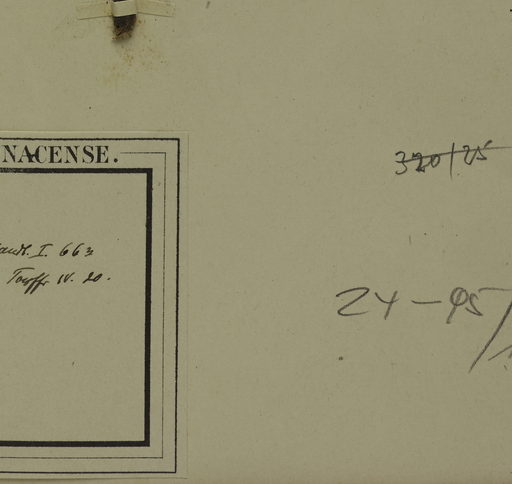 NACENSE.
320/25
I. 663
IV. 20.
24-95/